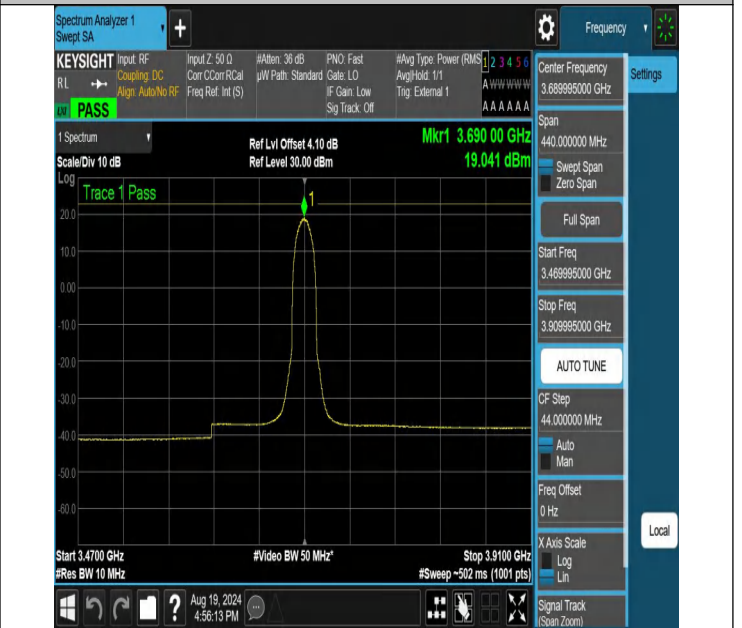 Spectrum Analyzer 1
Swept SA
+
Frequency
KEYSIGHT
RL
PASS
Input: RF
Coupling: DC
Align: Auto/No RF
Input Z: 50 Ω
Corr CCorr RCal
Freq Ref: Int (S)
#Atten: 36 dB
µW Path: Standard
PNO: Fast
Gate: LO
IF Gain: Low
Sig Track: Off
#Avg Type: Power (RMS
Avg|Hold: 1/1
Trig: External 1
1 2 3 4 5 6
A W W W W W
A A A A A A
1 Spectrum
Scale/Div 10 dB
Log
Ref Lvl Offset 4.10 dB
Ref Level 30.00 dBm
Mkr1 3.690 00 GHz
19.041 dBm
Trace 1 Pass
1
20.0
10.0
0.00
-10.0
-20.0
-30.0
-40.0
-50.0
-60.0
Start 3.4700 GHz
#Res BW 10 MHz
#Video BW 50 MHz*
Stop 3.9100 GHz
#Sweep ~502 ms (1001 pts)
?
Aug 19, 2024
4:56:13 PM
Center Frequency
3.689995000 GHz
Span
440.000000 MHz
Swept Span
Zero Span
Full Span
Start Freq
3.469995000 GHz
Stop Freq
3.909995000 GHz
AUTO TUNE
CF Step
44.000000 MHz
Auto
Man
Freq Offset
0 Hz
X Axis Scale
Log
Lin
Signal Track
(Span Zoom)
Settings
Local